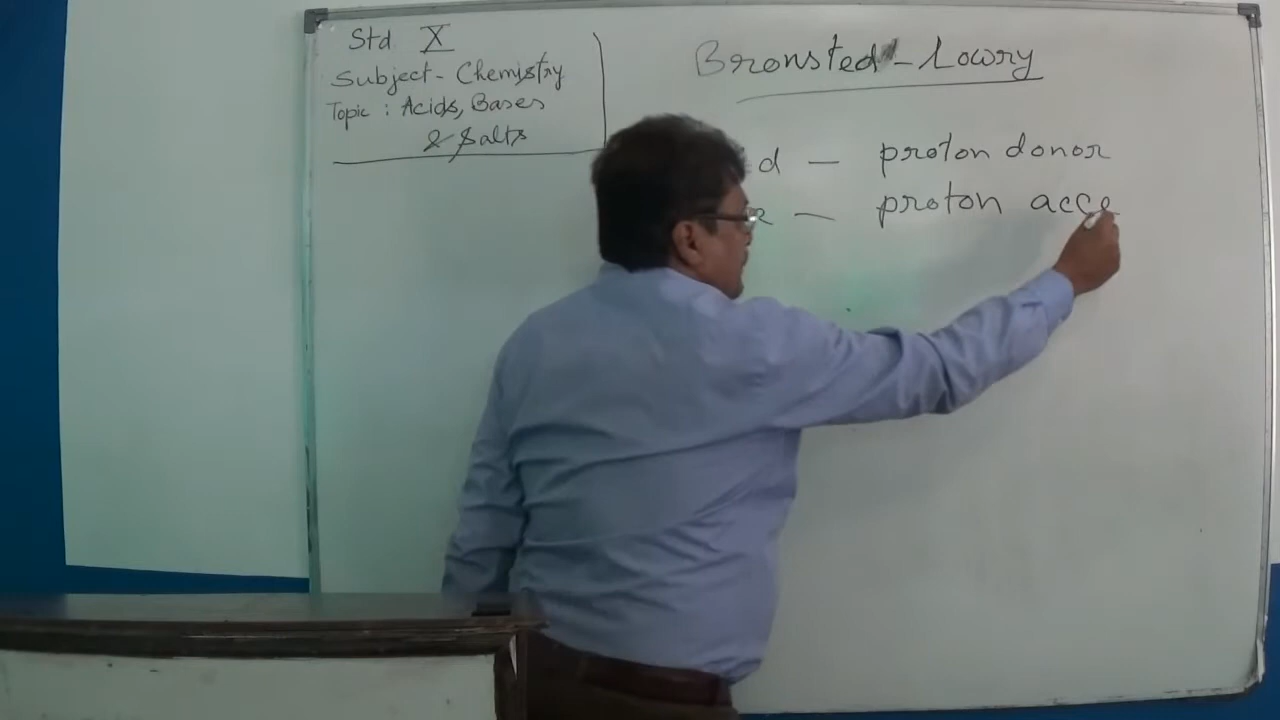 Std X
Subject - Chemistry
Topic : Acids, Bases
& Salts
Bronsted - Lowry
d — proton donor
— proton acce